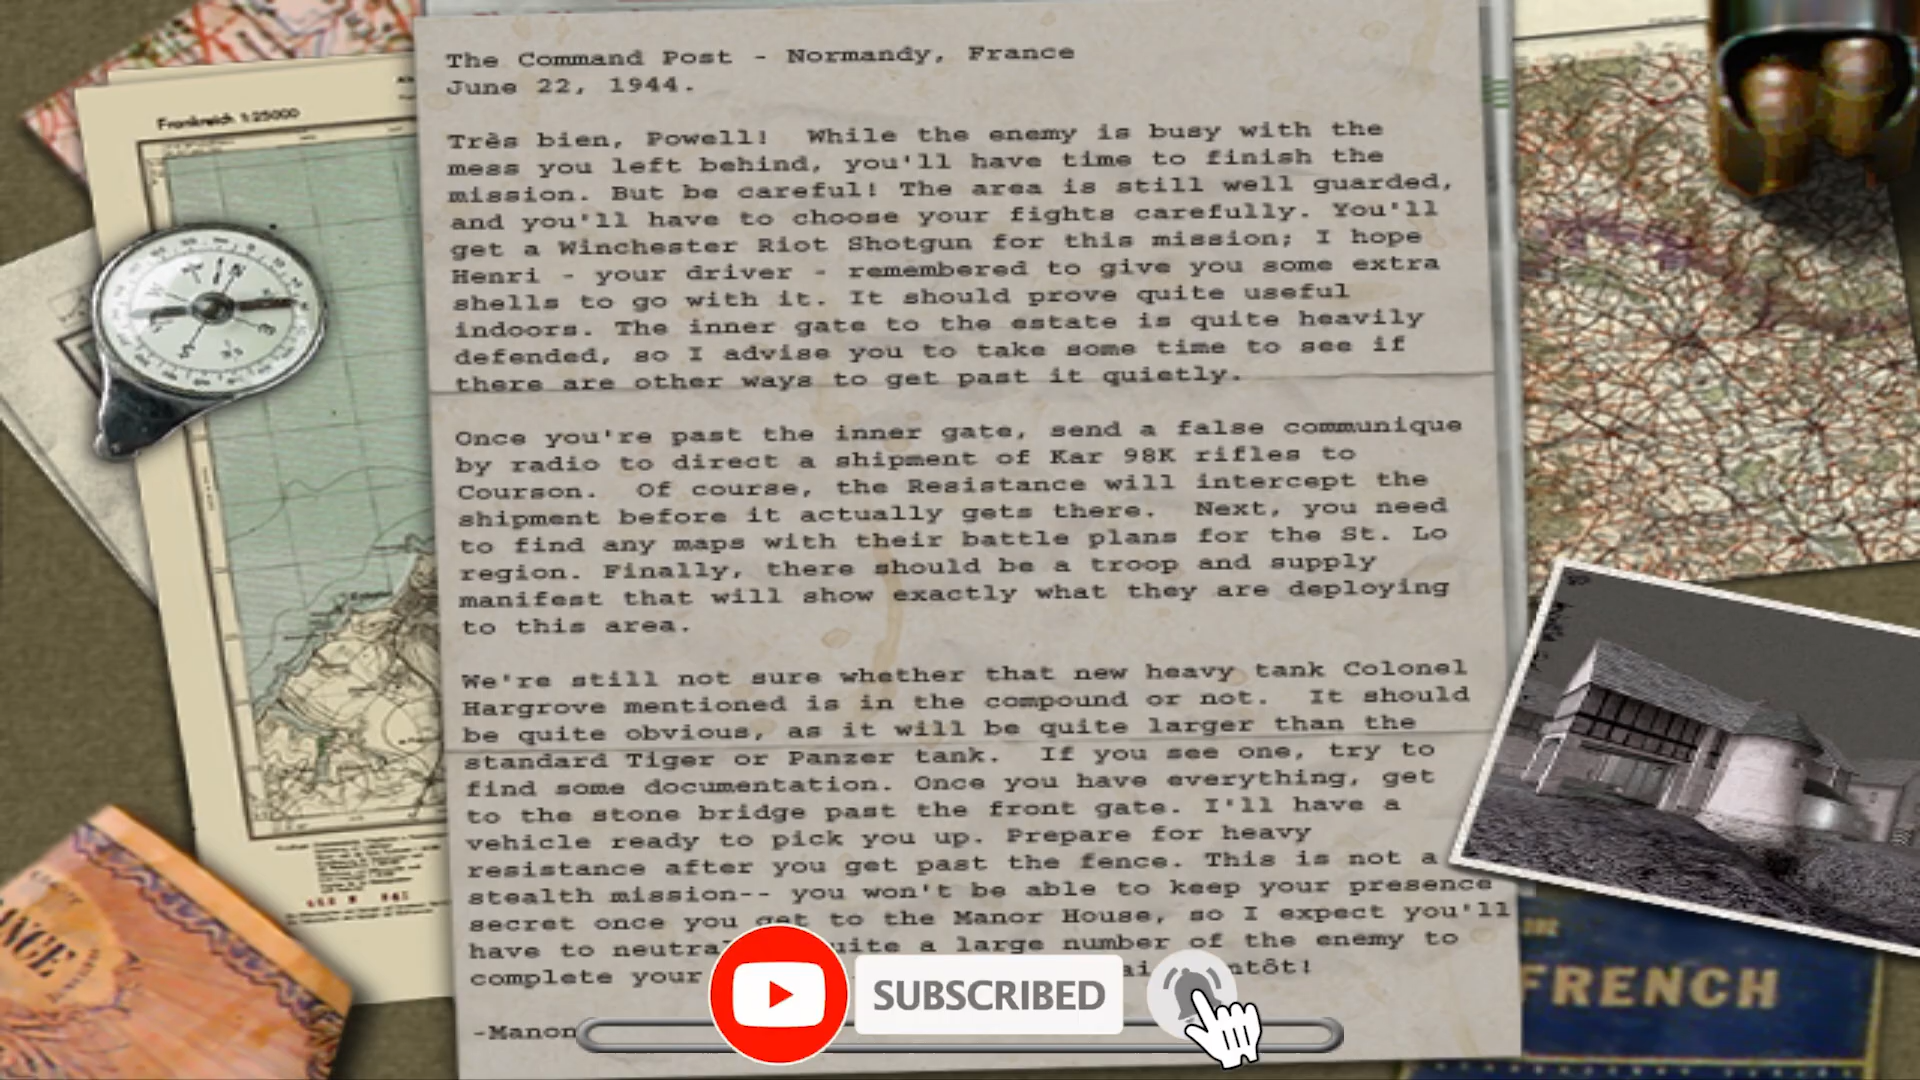 The Command Post - Normandy, France
June 22, 1944.
Très bien, Powell! While the enemy is busy with the
mess you left behind, you'll have time to finish the
mission. But be careful! The area is still well guarded,
and you'll have to choose your fights carefully. You'll
get a Winchester Riot Shotgun for this mission; I hope
Henri - your driver - remembered to give you some extra
shells to go with it. It should prove quite useful
indoors. The inner gate to the estate is quite heavily
defended, so I advise you to take some time to see if
there are other ways to get past it quietly.
Once you're past the inner gate, send a false communique
by radio to direct a shipment of Kar 98K rifles to
Courson. Of course, the Resistance will intercept the
shipment before it actually gets there. Next, you need
to find any maps with their battle plans for the St. Lo
region. Finally, there should be a troop and supply
manifest that will show exactly what they are deploying
to this area.
We're still not sure whether that new heavy tank Colonel
Hargrove mentioned is in the compound or not. It should
be quite obvious, as it will be quite larger than the
standard Tiger or Panzer tank. If you see one, try to
find some documentation. Once you have everything, get
to the stone bridge past the front gate. I'll have a
vehicle ready to pick you up. Prepare for heavy
resistance after you get past the fence. This is not a
stealth mission-- you won't be able to keep your presence
secret once you get to the Manor House, so I expect you'll
have to a large number of the enemy to
complete your
-Manon
SUBSCRIBED
Frankreich 1:25000
FRENCH